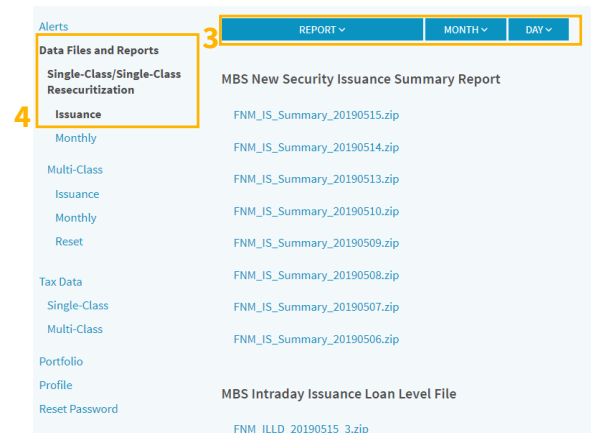 Alerts
Data Files and Reports
Single-Class/Single-Class
Resecuritization
4
Issuance
Monthly
Multi-Class
Issuance
Monthly
Reset
Tax Data
Single-Class
Multi-Class
Portfolio
Profile
Reset Password
3
REPORT MONTH DAY
MBS New Security Issuance Summary Report
FNM_IS_Summary_20190515.zip
FNM_IS_Summary_20190514.zip
FNM_IS_Summary_20190513.zip
FNM_IS_Summary_20190510.zip
FNM_IS_Summary_20190509.zip
FNM_IS_Summary_20190508.zip
FNM_IS_Summary_20190507.zip
FNM_IS_Summary_20190506.zip
MBS Intraday Issuance Loan Level File
FNM_ILLD_20190515_3.zip